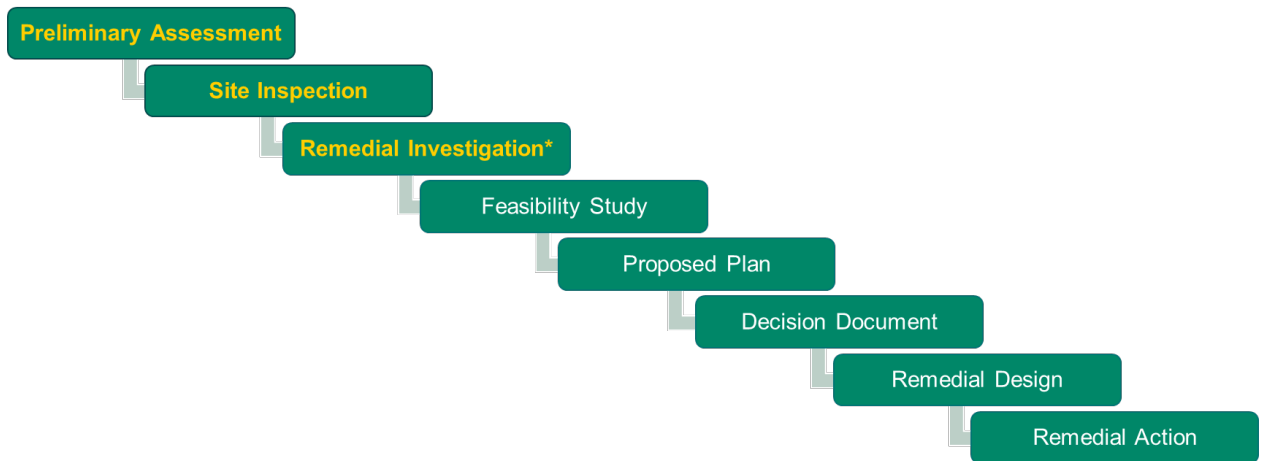 Preliminary Assessment
Site Inspection
Remedial Investigation*
Feasibility Study
Proposed Plan
Decision Document
Remedial Design
Remedial Action